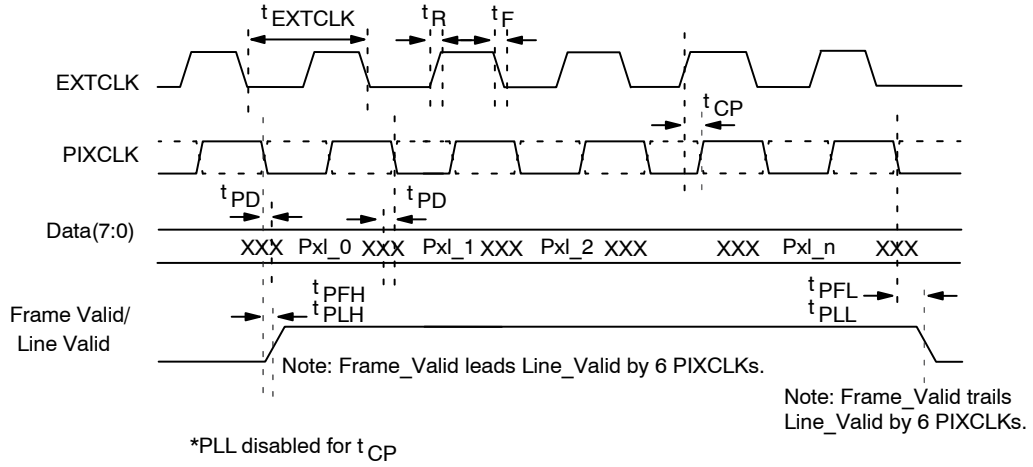 t EXTCLK
t R
t F
EXTCLK
t CP
PIXCLK
t PD
t PD
Data(7:0)
XXX Pxl_0 XXX Pxl_1 XXX Pxl_2 XXX XXX Pxl_n XXX
t PFH
t PLH
t PFL
t PLL
Frame Valid/
Line Valid
Note: Frame_Valid leads Line_Valid by 6 PIXCLKs.
Note: Frame_Valid trails
Line_Valid by 6 PIXCLKs.
*PLL disabled for t CP